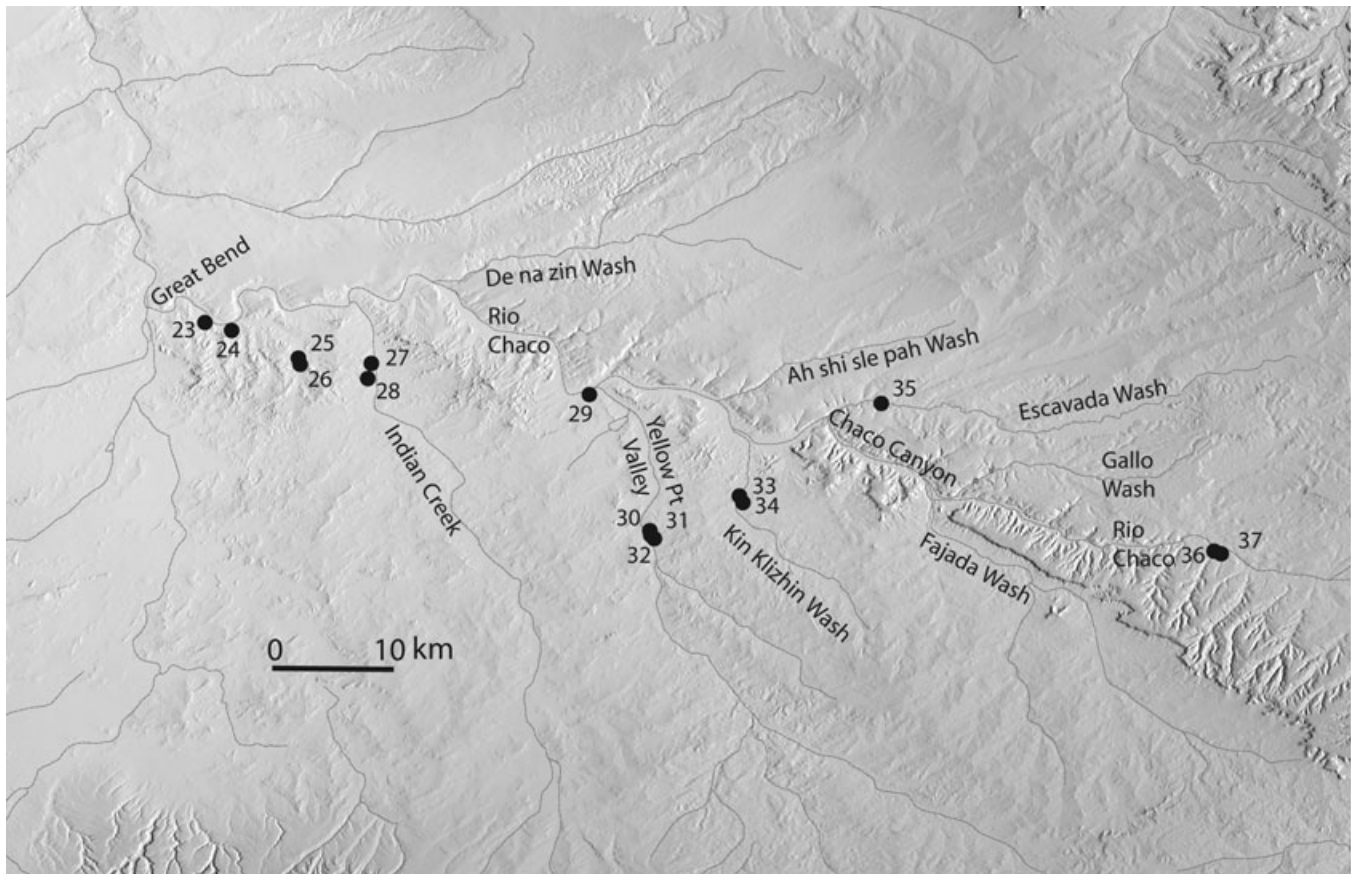 Great Bend
De na zin Wash
23
24
25
26
27
28
Rio
Chaco
29
Ah shi sle pah Wash
35
Escavada Wash
Chaco Canyon
Yellow Pt.
Valley
Indian Creek
Gallo
Wash
33
34
30
31
32
Kin Klizhin Wash
Fajada Wash
Rio
Chaco
36
37
0 10 km